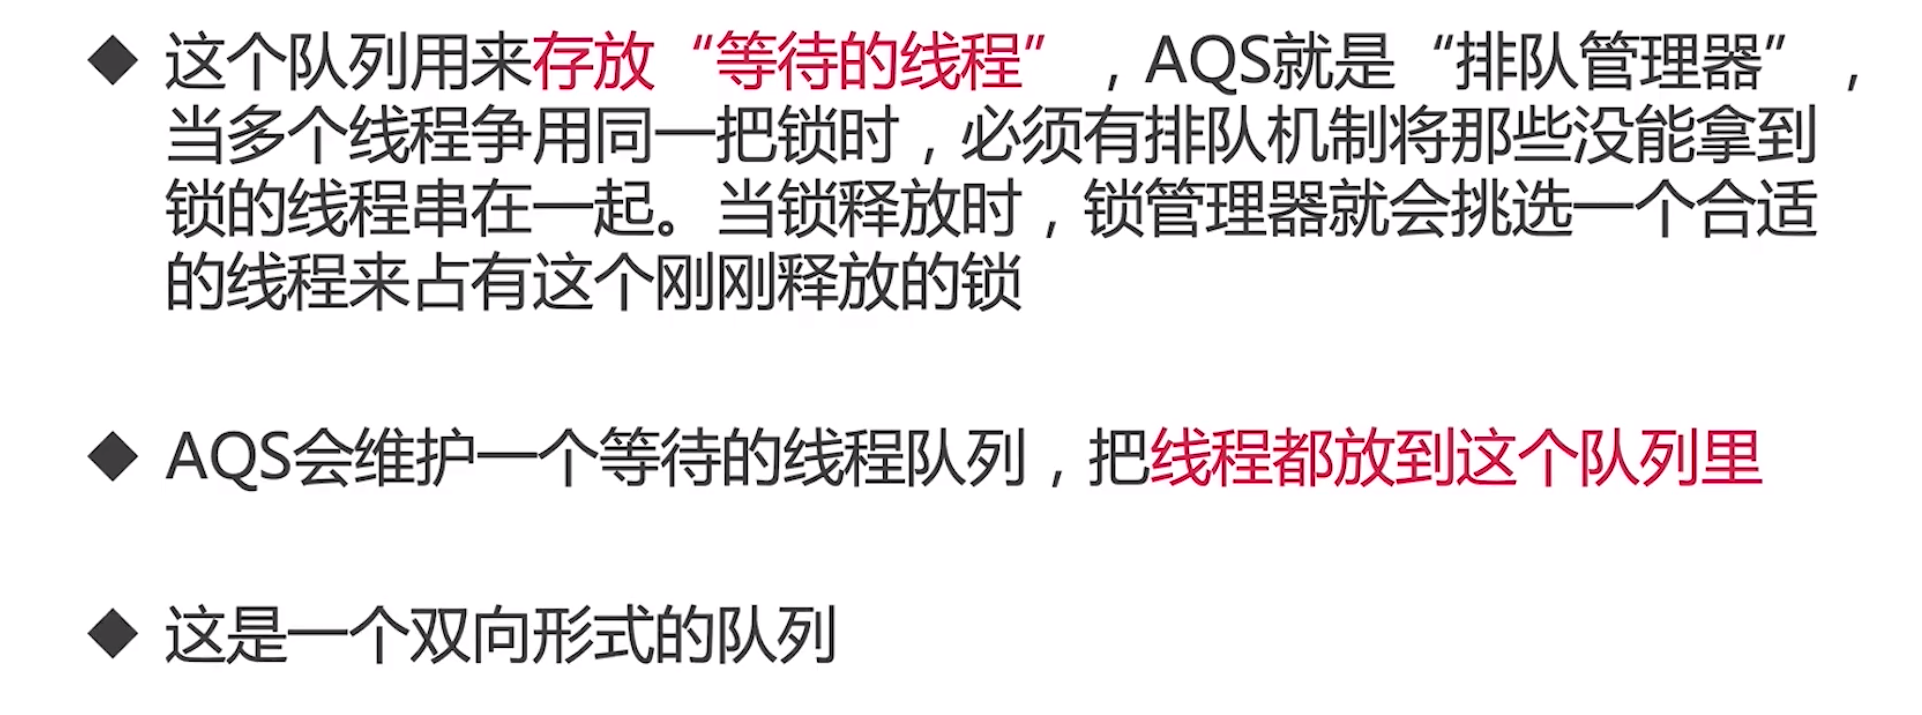 ◆ 这个队列用来存放“等待的线程”,AQS就是“排队管理器”,
当多个线程争用同一把锁时,必须有排队机制将那些没能拿到
锁的线程串在一起。当锁释放时,锁管理器就会挑选一个合适
的线程来占有这个刚刚释放的锁
◆ AQS会维护一个等待的线程队列,把线程都放到这个队列里
◆ 这是一个双向形式的队列